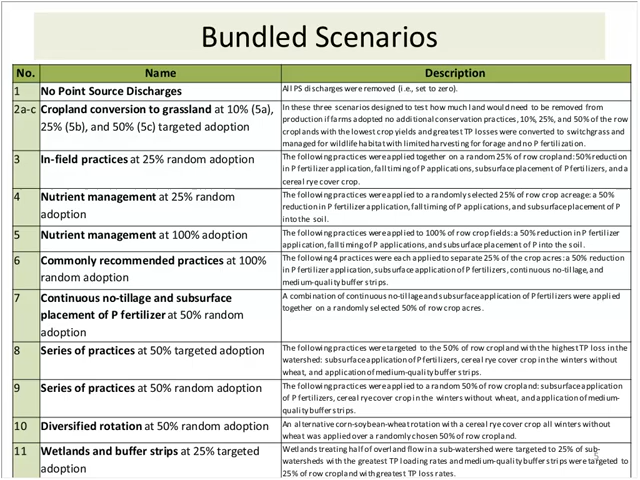 Bundled Scenarios
No. Name Description
1 No Point Source Discharges All PS discharges were removed (i.e., set to zero).
2a-c Cropland conversion to grassland at 10% (5a), 25% (5b), and 50% (5c) targeted adoption
In these three scenarios designed to test how much land would need to be removed from
production if farms adopted no additional conservation practices, 10%, 25%, and 50% of the row
croplands with the lowest crop yields and greatest TP losses were converted to switchgrass and
managed for wildlife habitat with limited harvesting for forage and no P fertilization.
3 In-field practices at 25% random adoption
The following practices were applied together on a random 25% of row cropland: 50% reduction
in P fertilizer application, fall timing of P applications, subsurface placement of P fertilizers, and a
cereal rye cover crop.
4 Nutrient management at 25% random
adoption
The following practices were applied to a randomly selected 25% of row crop acreage: a 50%
reduction in P fertilizer application, fall timing of P applications, and subsurface placement of P
into the soil.
5 Nutrient management at 100% adoption
The following practices were applied to 100% of row crop fields: a 50% reduction in P fertilizer
application, fall timing of P applications, and subsurface placement of P into the soil.
6 Commonly recommended practices at 100%
random adoption
The following 4 practices were each applied to separate 25% of the crop acres: a 50% reduction
in P fertilizer application, subsurface application of P fertilizers, continuous no-tillage, and
medium-quality buffer strips.
7 Continuous no-tillage and subsurface
placement of P fertilizer at 50% random
adoption
A combination of continuous no-tillage and subsurface application of P fertilizers were applied
together on a randomly selected 50% of row crop acres.
8 Series of practices at 50% targeted adoption
The following practices were targeted to the 50% of row cropland with the highest TP loss in the
watershed: subsurface application of P fertilizers, cereal rye cover crop in the winters without
wheat, and application of medium-quality buffer strips.
9 Series of practices at 50% random adoption
The following practices were applied to a random 50% of row cropland: subsurface application
of P fertilizers, cereal rye cover crop in the winters without wheat, and application of medium-
quality buffer strips.
10 Diversified rotation at 50% random adoption
An alternative corn-soybean-wheat rotation with a cereal rye cover crop all winters without
wheat was applied over a randomly chosen 50% of row cropland.
11 Wetlands and buffer strips at 25% targeted
adoption
Wetlands treating half of overland flow in a sub-watershed were targeted to 25% of sub-
watersheds with the greatest TP loading rates and medium-quality buffer strips were targeted to
25% of row cropland with greatest TP loss rates.